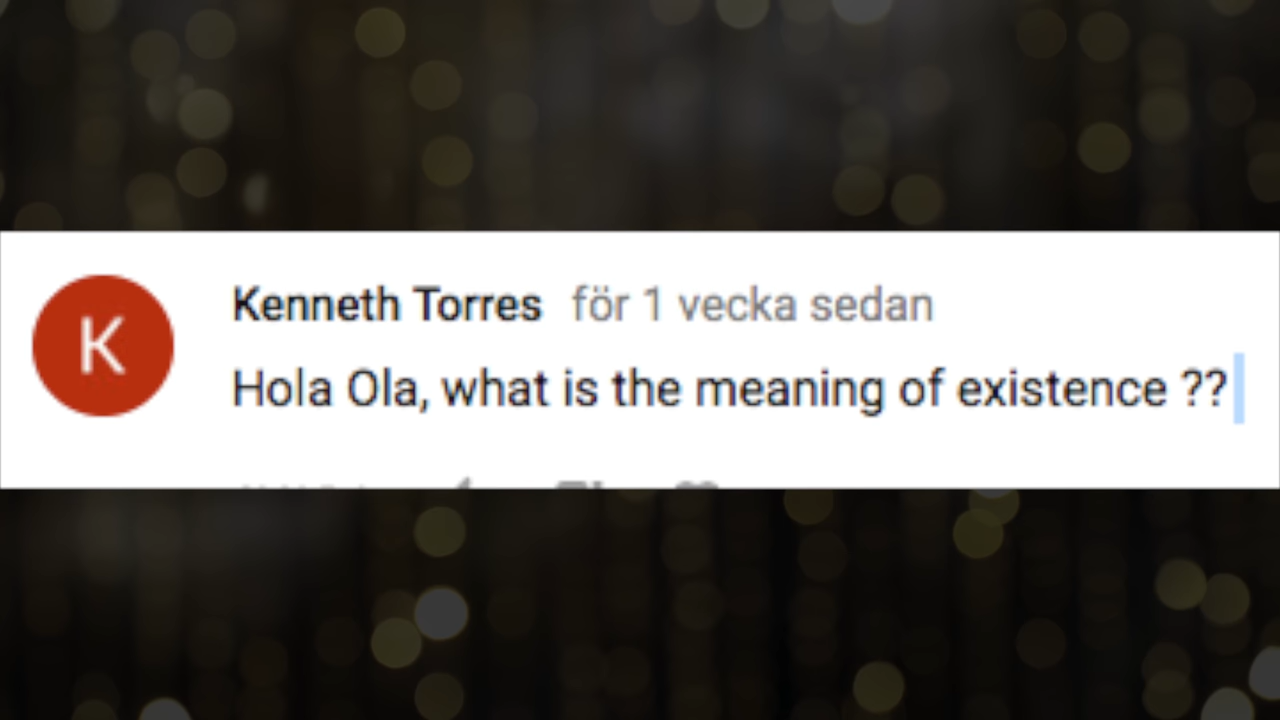 K
Kenneth Torres för 1 vecka sedan
Hola Ola, what is the meaning of existence ??